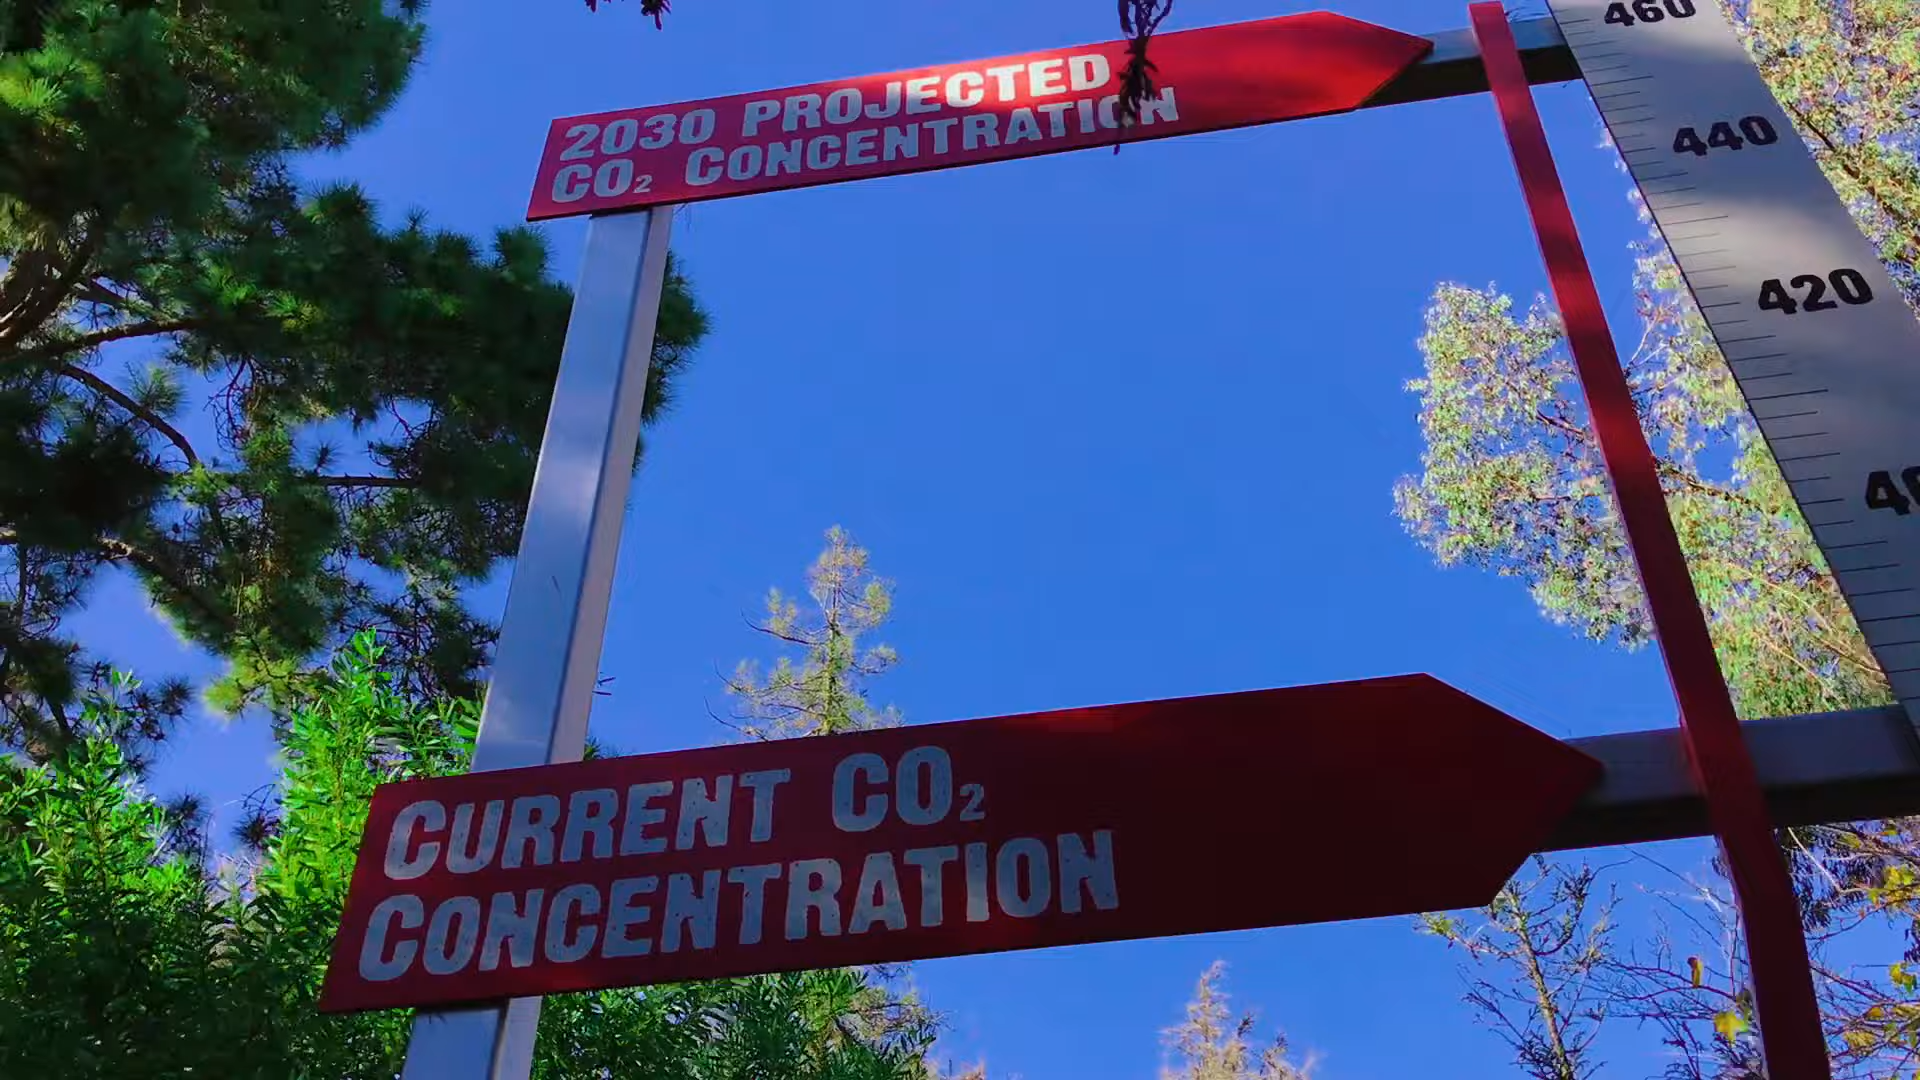 2030 PROJECTED
CO₂ CONCENTRATION
460
440
420
CURRENT CO₂
CONCENTRATION